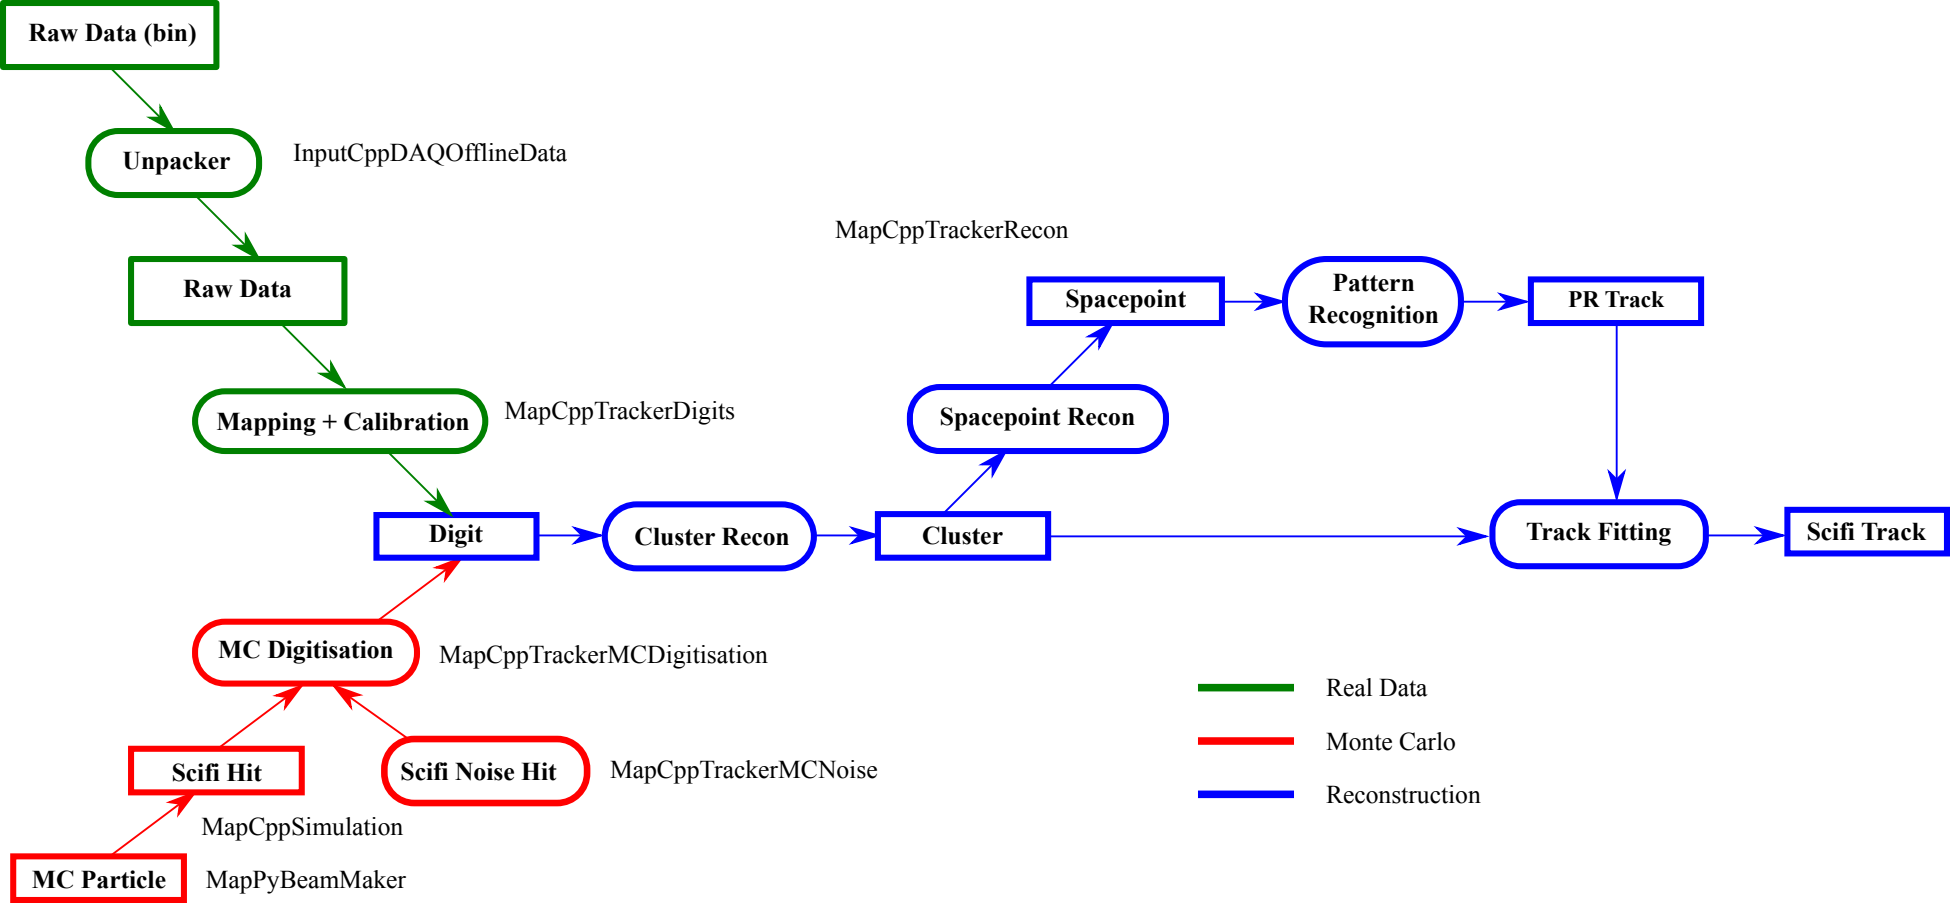 Raw Data (bin)
Unpacker
InputCppDAQOfflineData
Raw Data
Mapping + Calibration
MapCppTrackerDigits
MapCppTrackerRecon
Spacepoint
Pattern
Recognition
PR Track
Spacepoint Recon
Digit
Cluster Recon
Cluster
Track Fitting
Scifi Track
MC Digitisation
MapCppTrackerMCDigitisation
Scifi Hit
Scifi Noise Hit
MapCppTrackerMCNoise
MapCppSimulation
MC Particle
MapPyBeamMaker
Real Data
Monte Carlo
Reconstruction